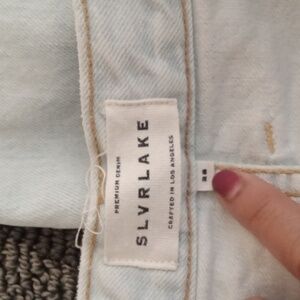 PREMIUM DENIM
SLVRLAKE
CRAFTED IN LOS ANGELES